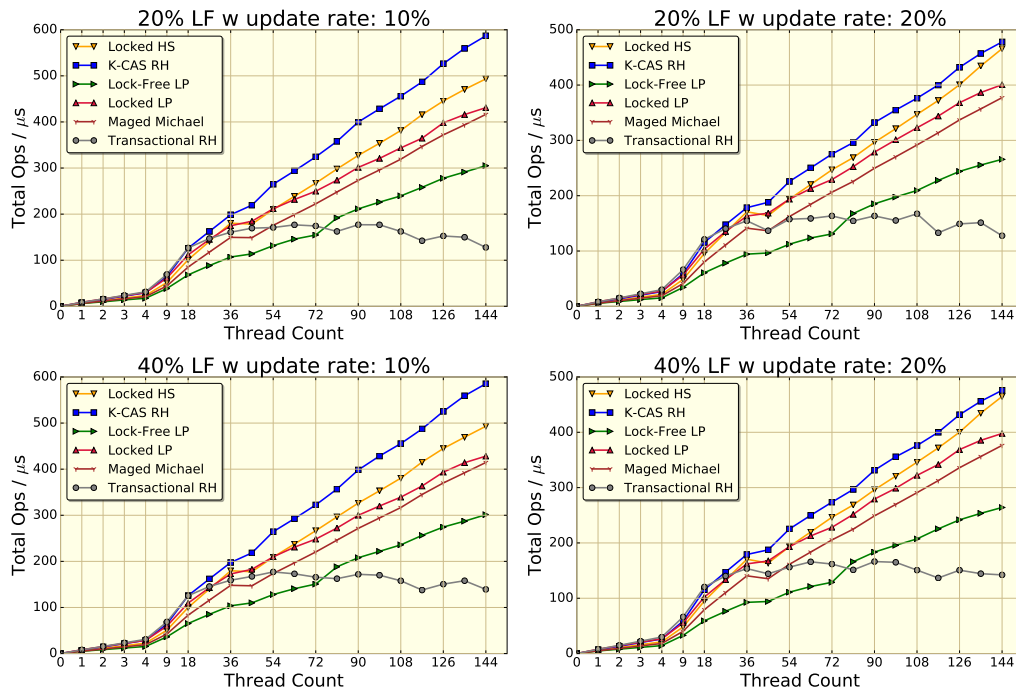 20% LF w update rate: 10%
600
500
400
300
200
100
0
Total Ops / μs
Locked HS
K-CAS RH
Lock-Free LP
Locked LP
Maged Michael
Transactional RH
0 1 2 3 4 9 18 36 54 72 90 108 126 144
Thread Count
20% LF w update rate: 20%
500
400
300
200
100
0
Total Ops / μs
Locked HS
K-CAS RH
Lock-Free LP
Locked LP
Maged Michael
Transactional RH
0 1 2 3 4 9 18 36 54 72 90 108 126 144
Thread Count
40% LF w update rate: 10%
600
500
400
300
200
100
0
Total Ops / μs
Locked HS
K-CAS RH
Lock-Free LP
Locked LP
Maged Michael
Transactional RH
0 1 2 3 4 9 18 36 54 72 90 108 126 144
Thread Count
40% LF w update rate: 20%
500
400
300
200
100
0
Total Ops / μs
Locked HS
K-CAS RH
Lock-Free LP
Locked LP
Maged Michael
Transactional RH
0 1 2 3 4 9 18 36 54 72 90 108 126 144
Thread Count